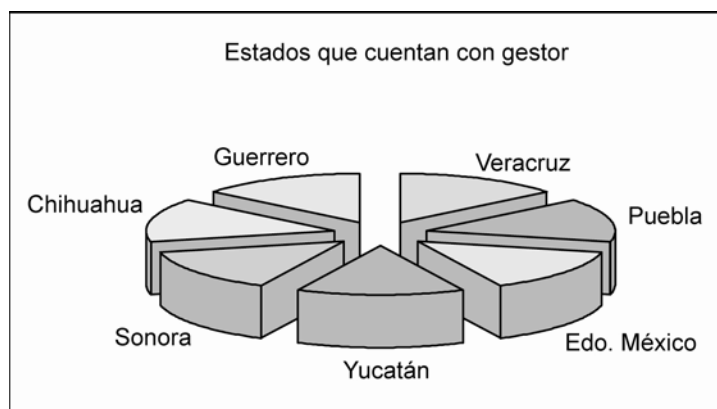 Estados que cuentan con gestor
Guerrero
Veracruz
Chihuahua
Puebla
Sonora
Edo. México
Yucatán